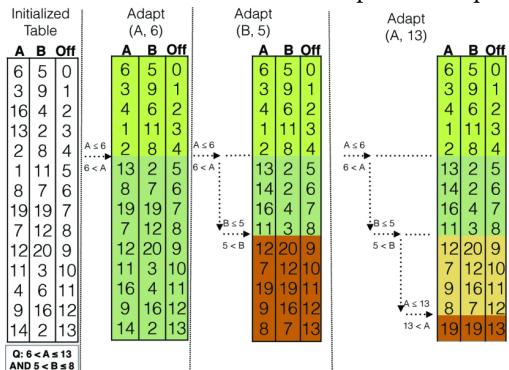 Initialized
Table
A B Off
6 5 0
3 9 1
16 4 2
13 2 3
2 8 4
1 11 5
8 7 6
19 19 7
7 12 8
12 20 9
11 3 10
4 6 11
9 16 12
14 2 13
Q: 6 < A ≤ 13
AND 5 < B ≤ 8
Adapt
(A, 6)
A B Off
6 5 0
3 9 1
4 6 2
1 11 3
2 8 4
13 2 5
8 7 6
19 19 7
7 12 8
12 20 9
11 3 10
16 4 11
9 16 12
14 2 13
A ≤ 6
6 < A
Adapt
(B, 5)
A B Off
6 5 0
3 9 1
4 6 2
1 11 3
2 8 4
13 2 5
14 2 6
16 4 7
11 3 8
12 20 9
7 12 10
19 19 11
9 16 12
8 7 13
A ≤ 6
6 < A
B ≤ 5
5 < B
Adapt
(A, 13)
A B Off
6 5 0
3 9 1
4 6 2
1 11 3
2 8 4
13 2 5
14 2 6
16 4 7
11 3 8
12 20 9
7 12 10
9 16 11
8 7 12
19 19 13
A ≤ 6
6 < A
B ≤ 5
5 < B
A ≤ 13
13 < A